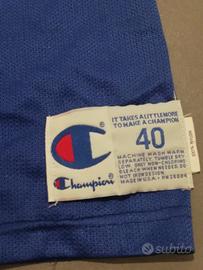 IT TAKES A LITTLE MORE
TO MAKE A CHAMPION
40
MACHINE WASH WARM
SEPARATELY. TUMBLE DRY
LOW. ONLY NON-CHLORINE
BLEACH WHEN NEEDED.
DO NOT IRON DESIGN
MADE IN U.S.A.
Champion
subito